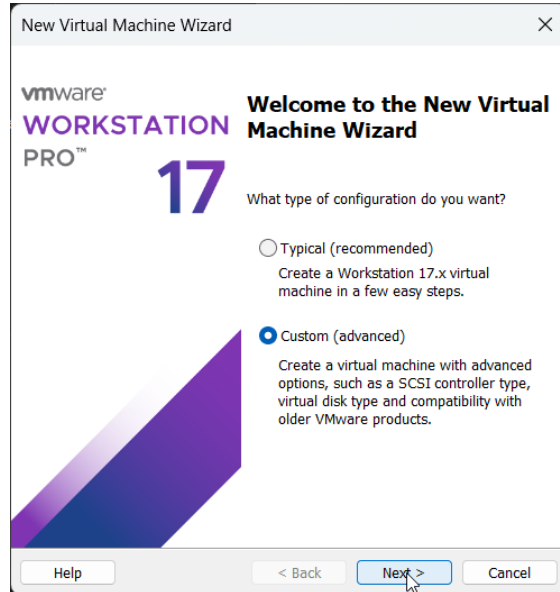 New Virtual Machine Wizard
vmware®
WORKSTATION
PRO™
17
Welcome to the New Virtual
Machine Wizard
What type of configuration do you want?
Typical (recommended)
Create a Workstation 17.x virtual
machine in a few easy steps.
Custom (advanced)
Create a virtual machine with advanced
options, such as a SCSI controller type,
virtual disk type and compatibility with
older VMware products.
Help
< Back
Next >
Cancel